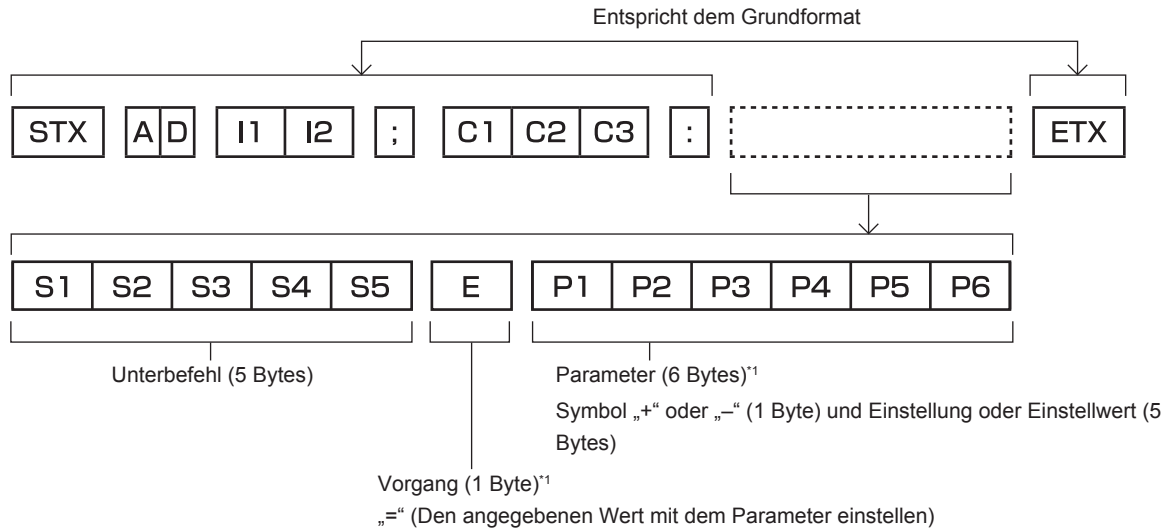 Entspricht dem Grundformat
STX A D I1 I2 ; C1 C2 C3 : ETX
S1 S2 S3 S4 S5 E P1 P2 P3 P4 P5 P6
Unterbefehl (5 Bytes)
Parameter (6 Bytes)*1
Symbol „+“ oder „–“ (1 Byte) und Einstellung oder Einstellwert (5
Bytes)
Vorgang (1 Byte)*1
„=“ (Den angegebenen Wert mit dem Parameter einstellen)